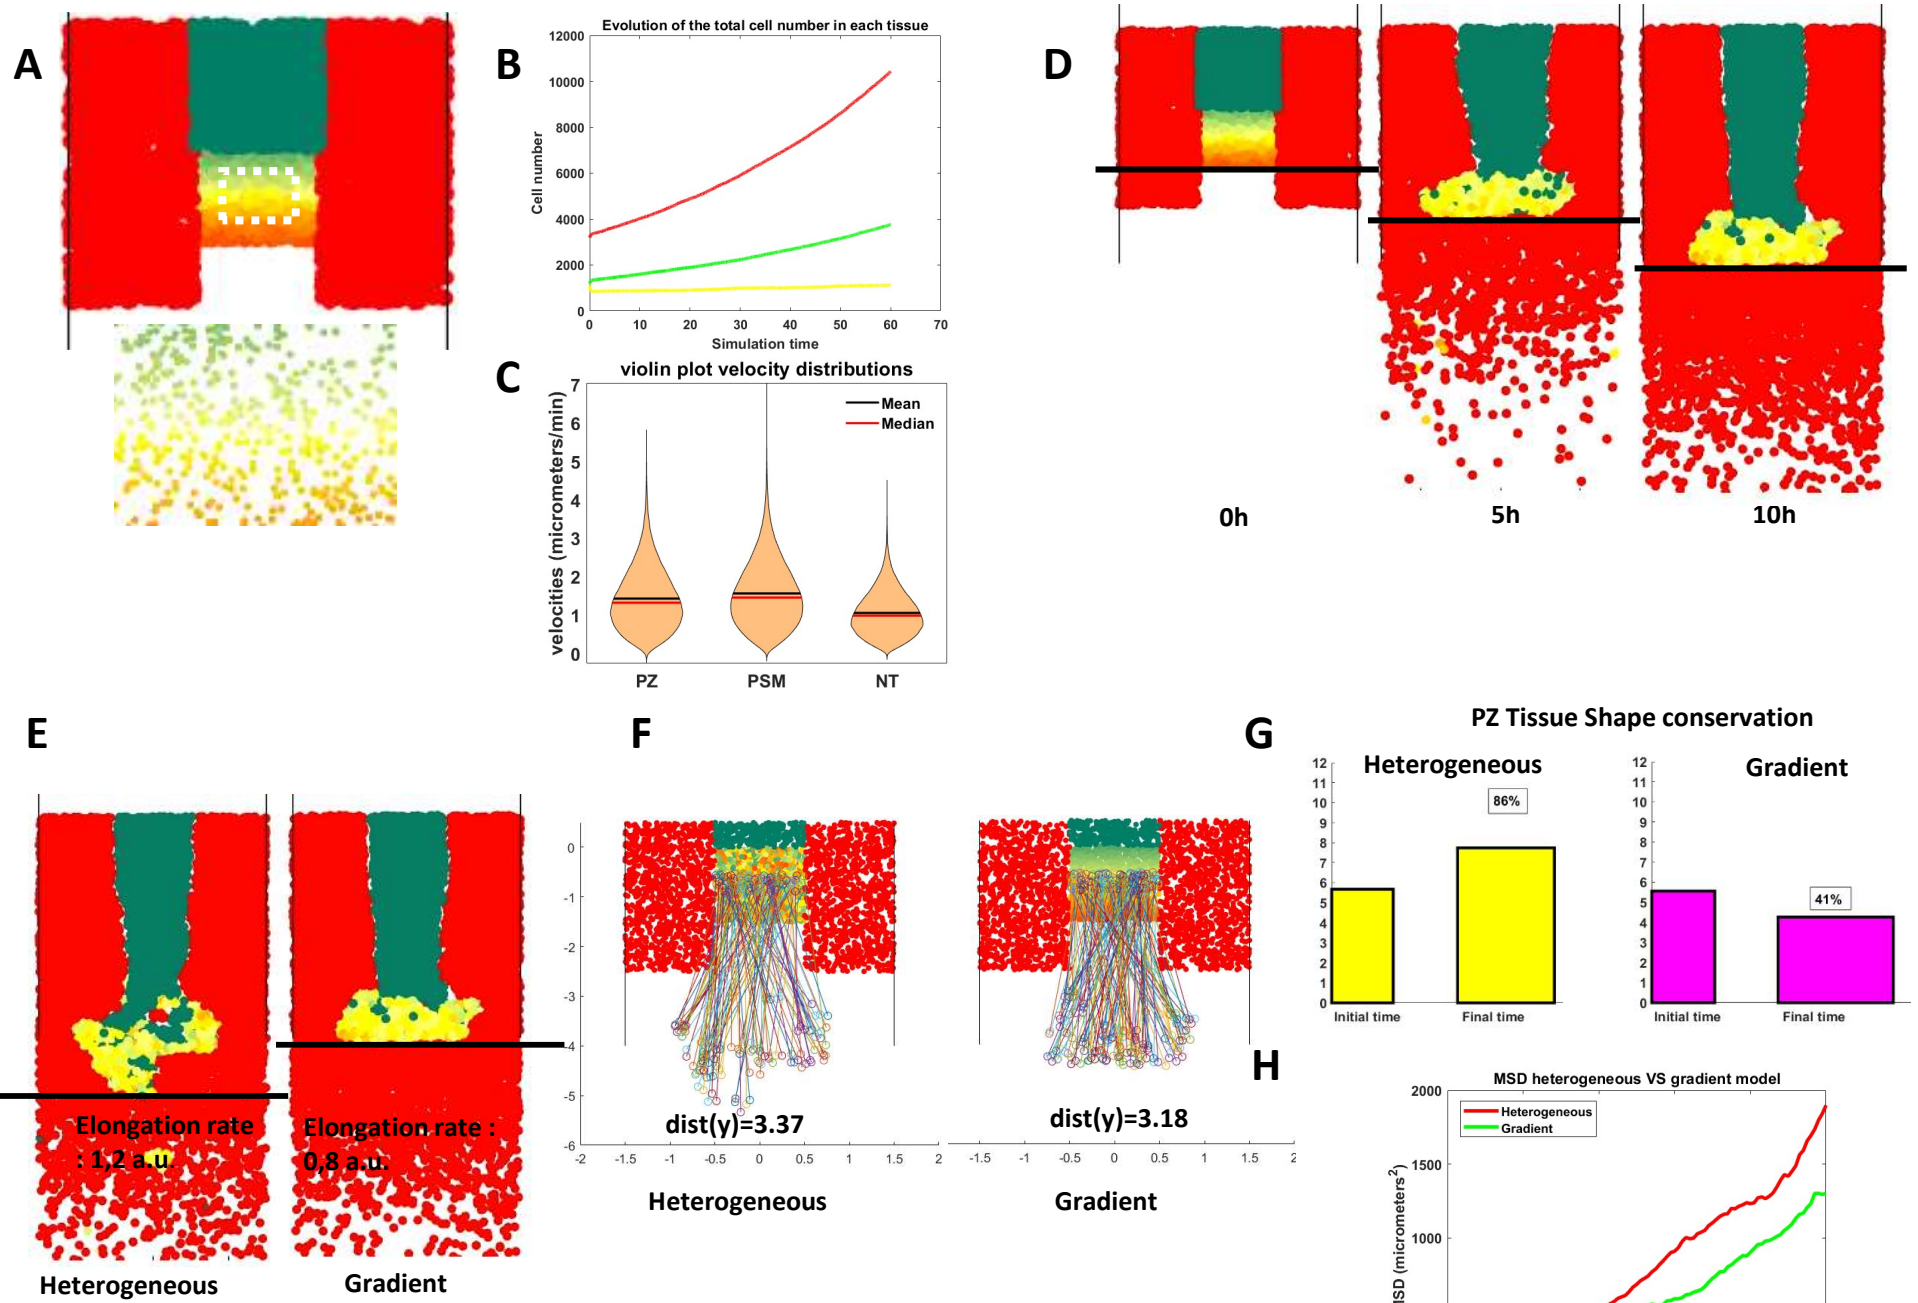 A
B
Evolution of the total cell number in each tissue
12000
10000
8000
6000
4000
2000
0
Cell number
0 10 20 30 40 50 60 70
Simulation time
C
violin plot velocity distributions
7
6
5
4
3
2
1
0
velocities (micrometers/min)
Mean
Median
PZ PSM NT
D
0h 5h 10h
E
Elongation rate
: 1,2 a.u.
Elongation rate :
0,8 a.u.
Heterogeneous Gradient
F
0
-1
-2
-3
-4
-5
-6
-2 -1.5 -1 -0.5 0 0.5 1 1.5 2
dist(y)=3.37
Heterogeneous
-1.5 -1 -0.5 0 0.5 1 1.5 2
dist(y)=3.18
Gradient
G
PZ Tissue Shape conservation
Heterogeneous
12
11
10
9
8
7
6
5
4
3
2
1
0
86%
Initial time Final time
Gradient
12
11
10
9
8
7
6
5
4
3
2
1
0
41%
Initial time Final time
H
MSD heterogeneous VS gradient model
2000
1500
1000
Heterogeneous
Gradient
MSD (micrometers²)